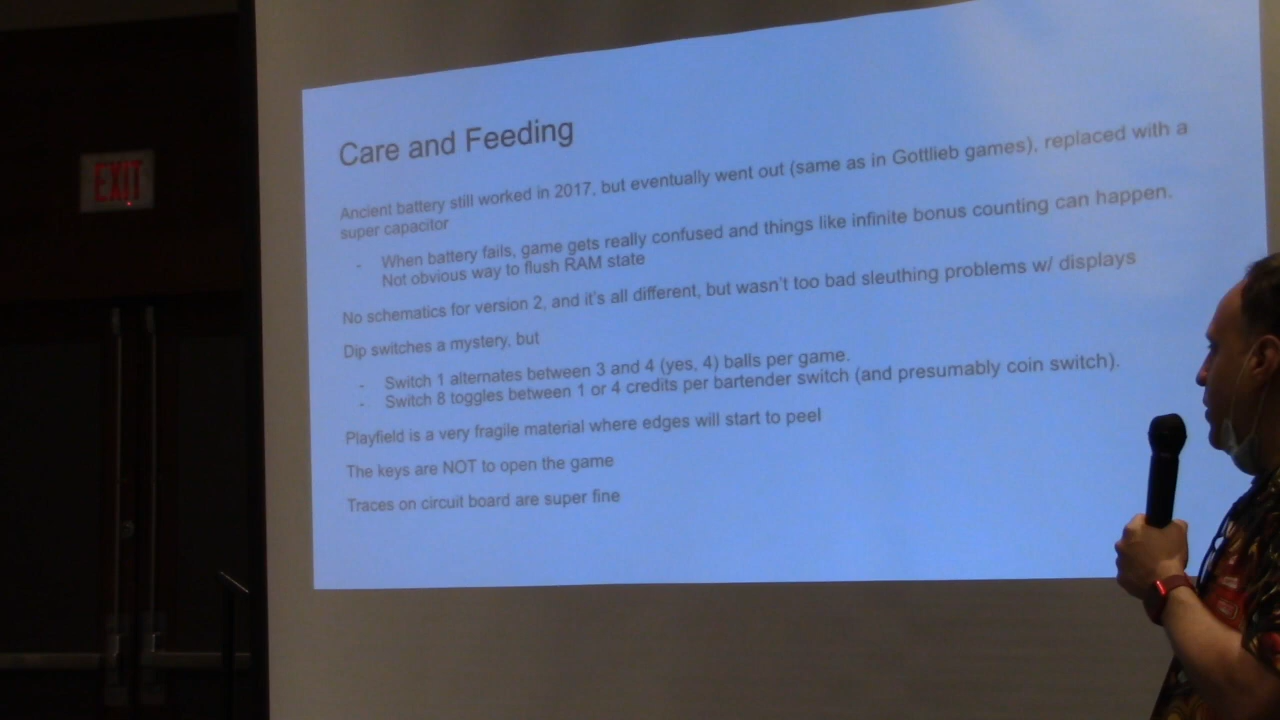 EXIT
Care and Feeding
Ancient battery still worked in 2017, but eventually went out (same as in Gottlieb games), replaced with a
super capacitor
- When battery fails, game gets really confused and things like infinite bonus counting can happen.
Not obvious way to flush RAM state
No schematics for version 2, and it's all different, but wasn't too bad sleuthing problems w/ displays
Dip switches a mystery, but
- Switch 1 alternates between 3 and 4 (yes, 4) balls per game.
- Switch 8 toggles between 1 or 4 credits per bartender switch (and presumably coin switch).
Playfield is a very fragile material where edges will start to peel
The keys are NOT to open the game
Traces on circuit board are super fine